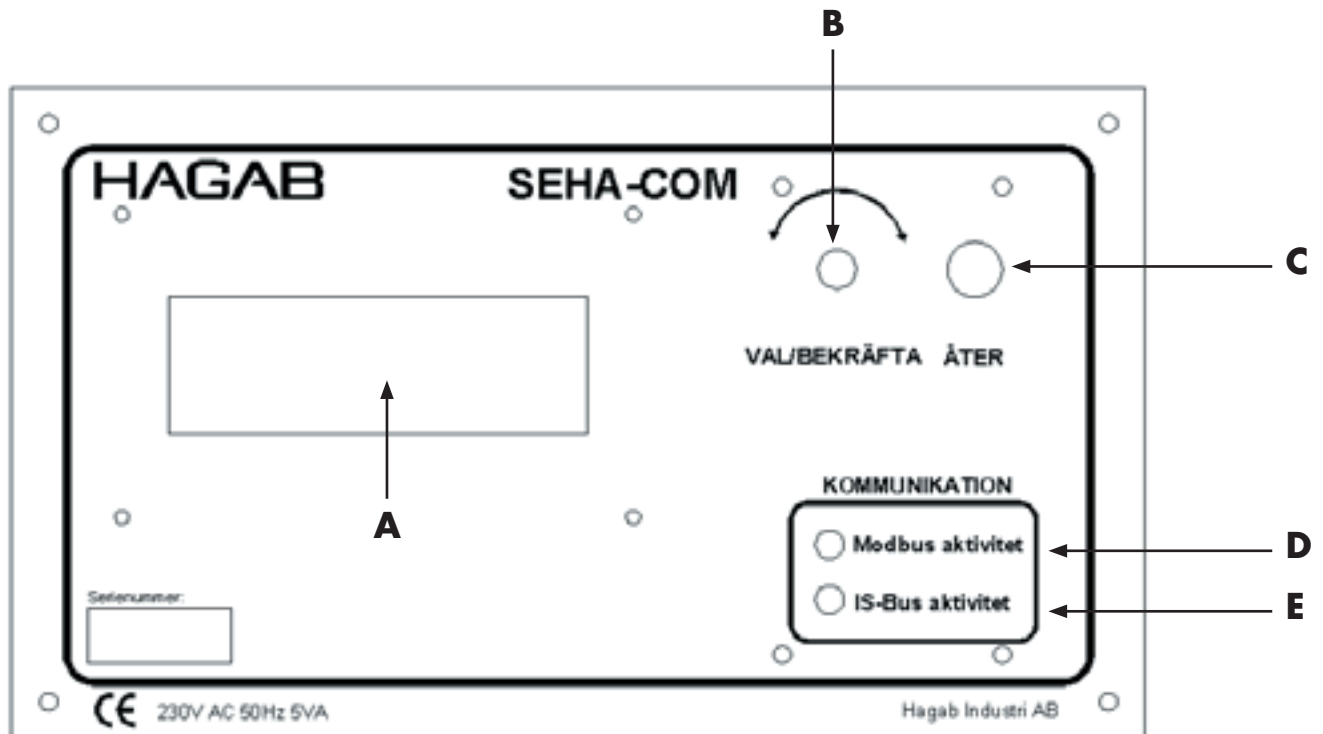 B
HAGAB SEHA-COM
C
VAL/BEKRÄFTA ÅTER
A
KOMMUNIKATION
Modbus aktivitet
D
IS-Bus aktivitet
E
Serienummer:
CE 230V AC 50Hz 5VA
Hagab Industri AB